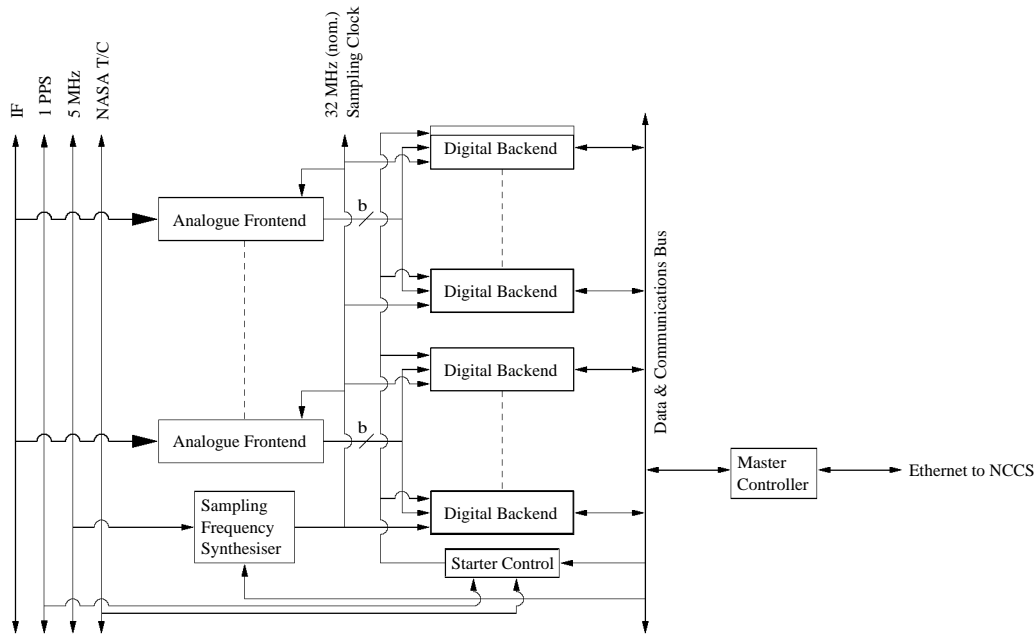 IF
1 PPS
5 MHz
NASA T/C
32 MHz (nom.)
Sampling Clock
Digital Backend
Analogue Frontend
b
Digital Backend
Data & Communications Bus
Digital Backend
Analogue Frontend
b
Master
Controller
Ethernet to NCCS
Sampling
Frequency
Synthesiser
Digital Backend
Starter Control